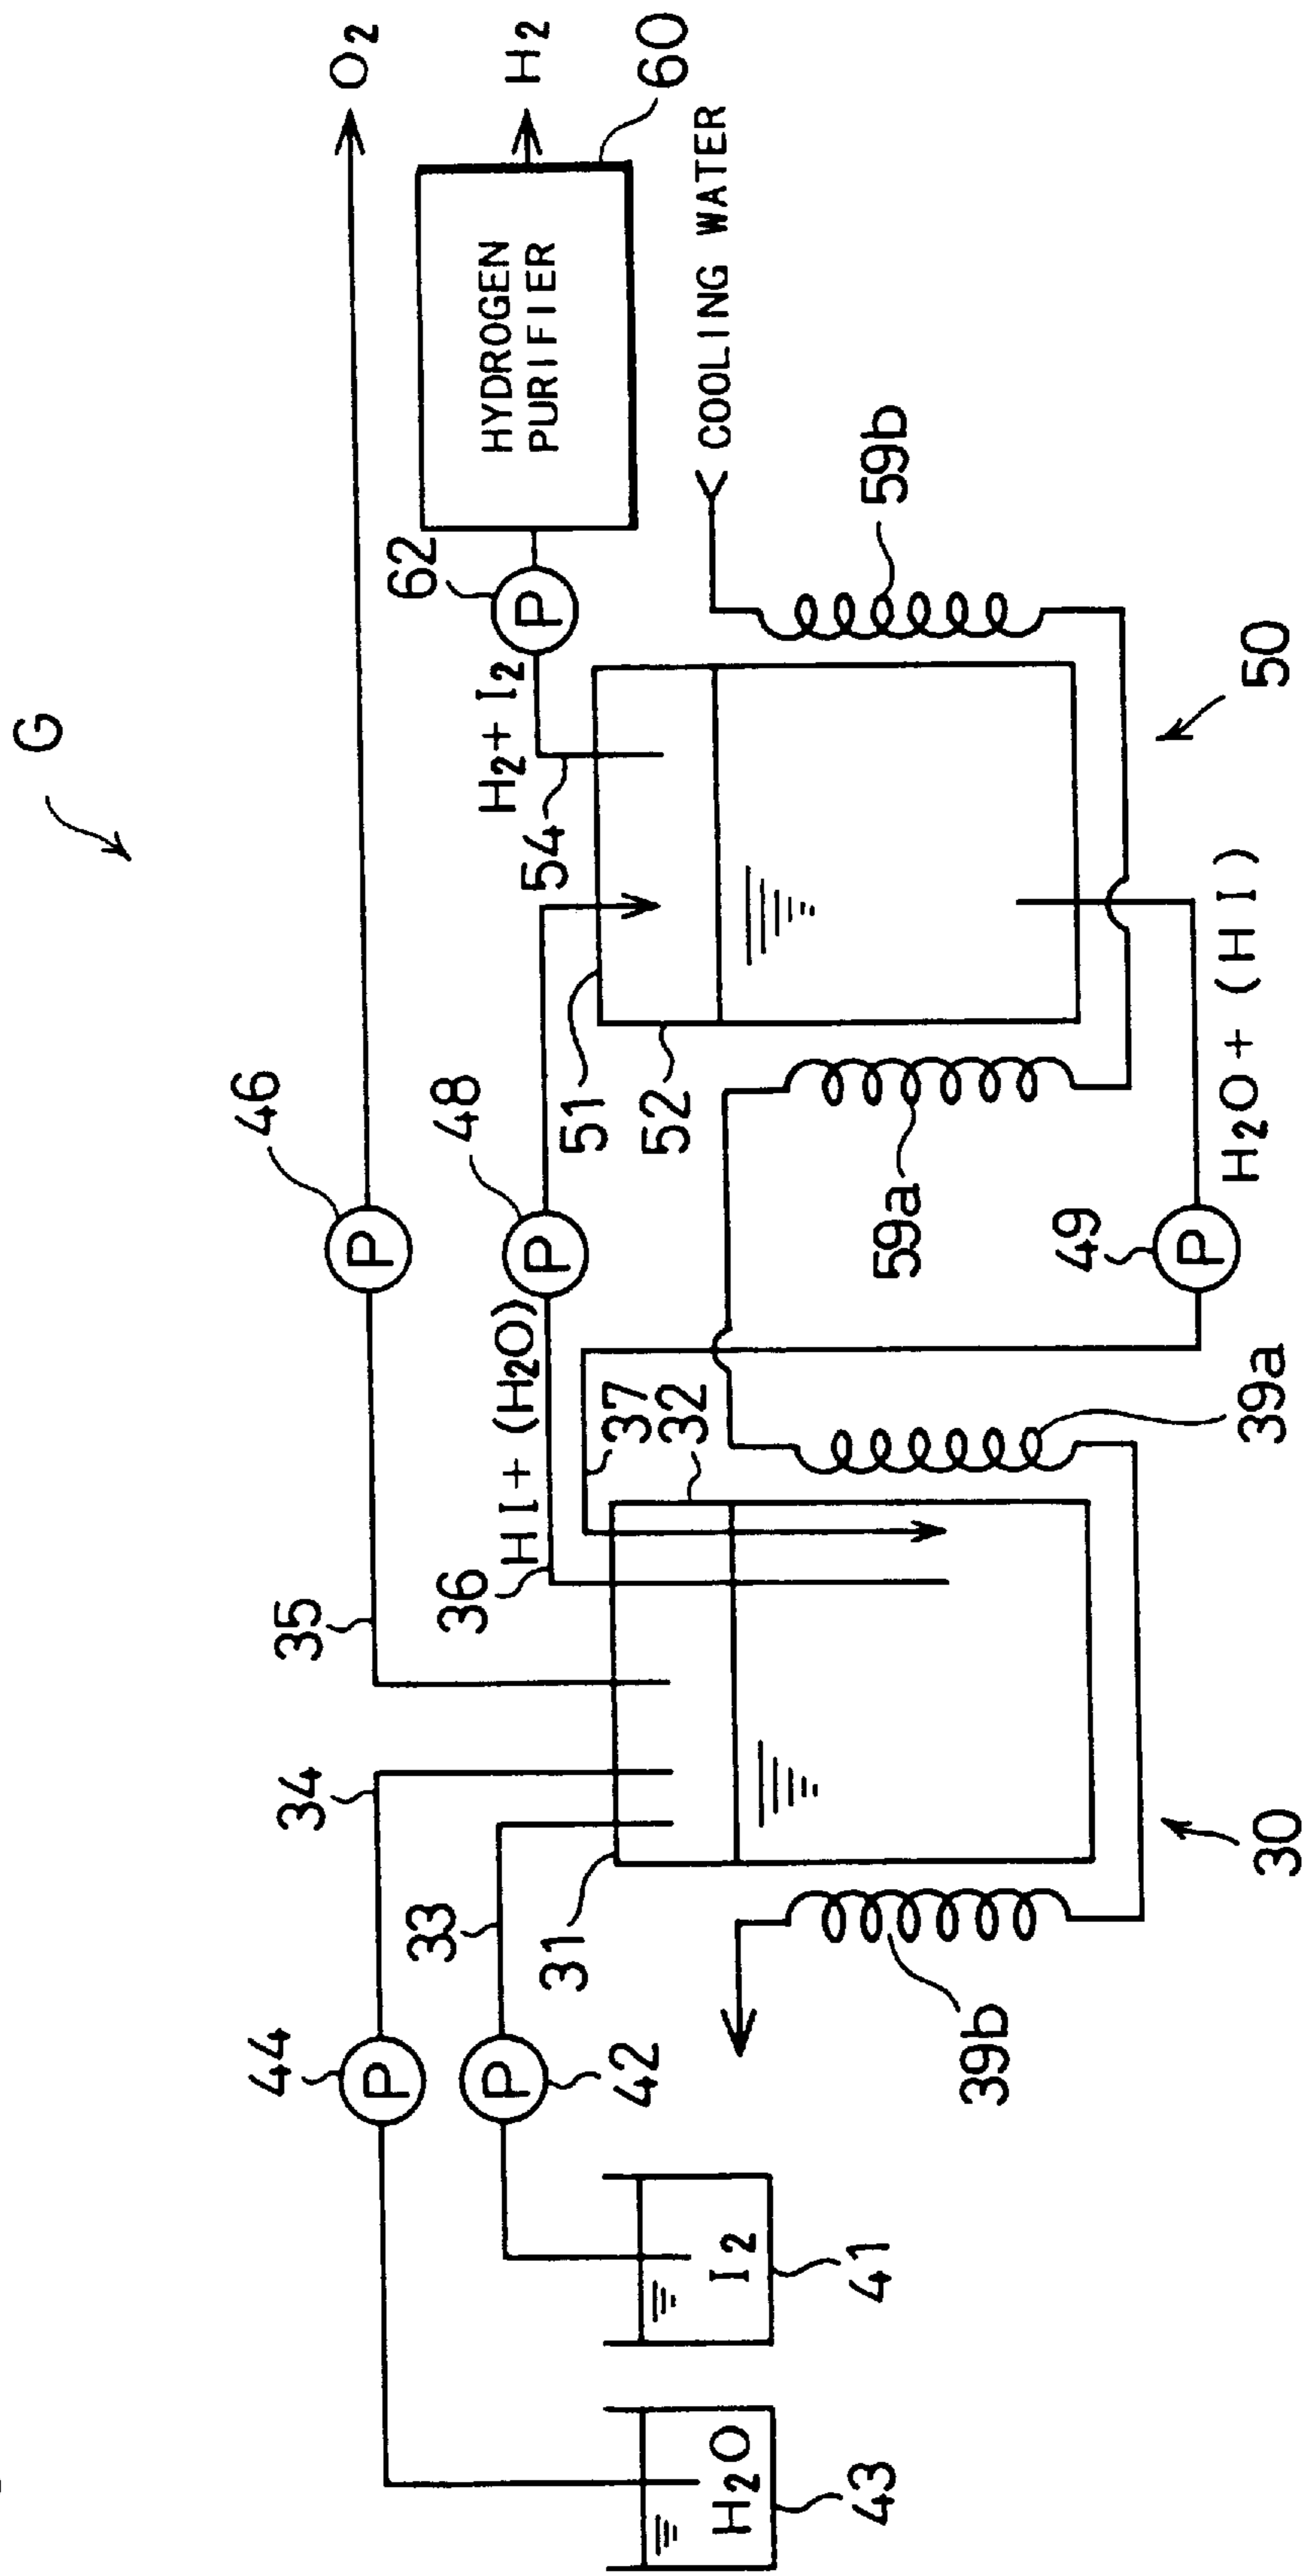 G
O₂
46
35
34
44
H₂
HYDROGEN
PURIFIER
60
62
P
H₂+I₂
54
48
P
P
HI+(H₂O)
36
33
P
P
42
COOLING WATER
51
52
37
32
31
59b
59a
39a
39b
I₂
41
H₂O
43
50
49
P
H₂O+(HI)
30